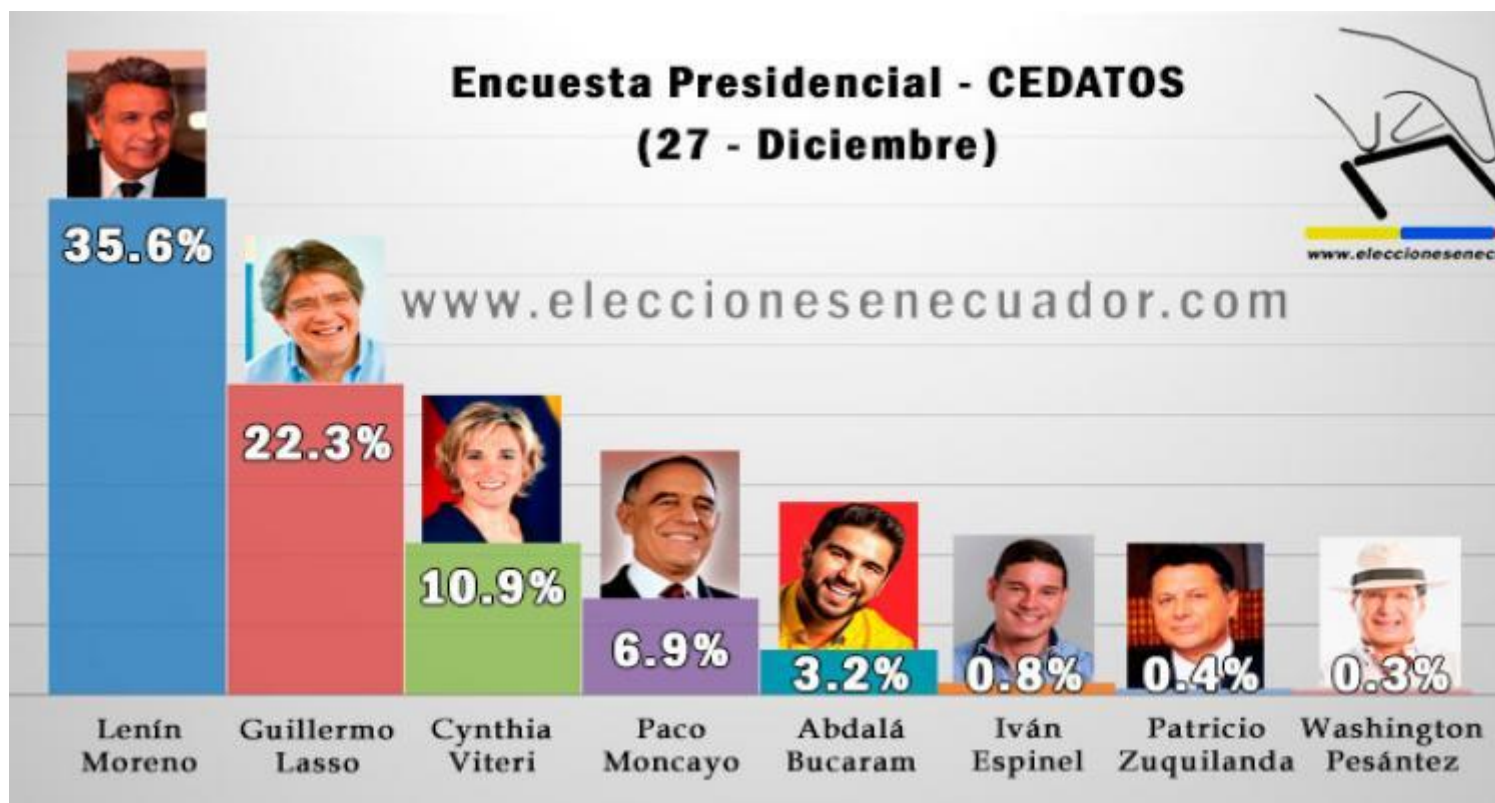 Encuesta Presidencial - CEDATOS
(27 - Diciembre)
www.eleccionesenec
www.eleccionesenecuador.com
35.6%
22.3%
10.9%
6.9%
3.2%
0.8%
0.4%
0.3%
Lenín
Moreno
Guillermo
Lasso
Cynthia
Viteri
Paco
Moncayo
Abdalá
Bucaram
Iván
Espinel
Patricio
Zuquilanda
Washington
Pesántez